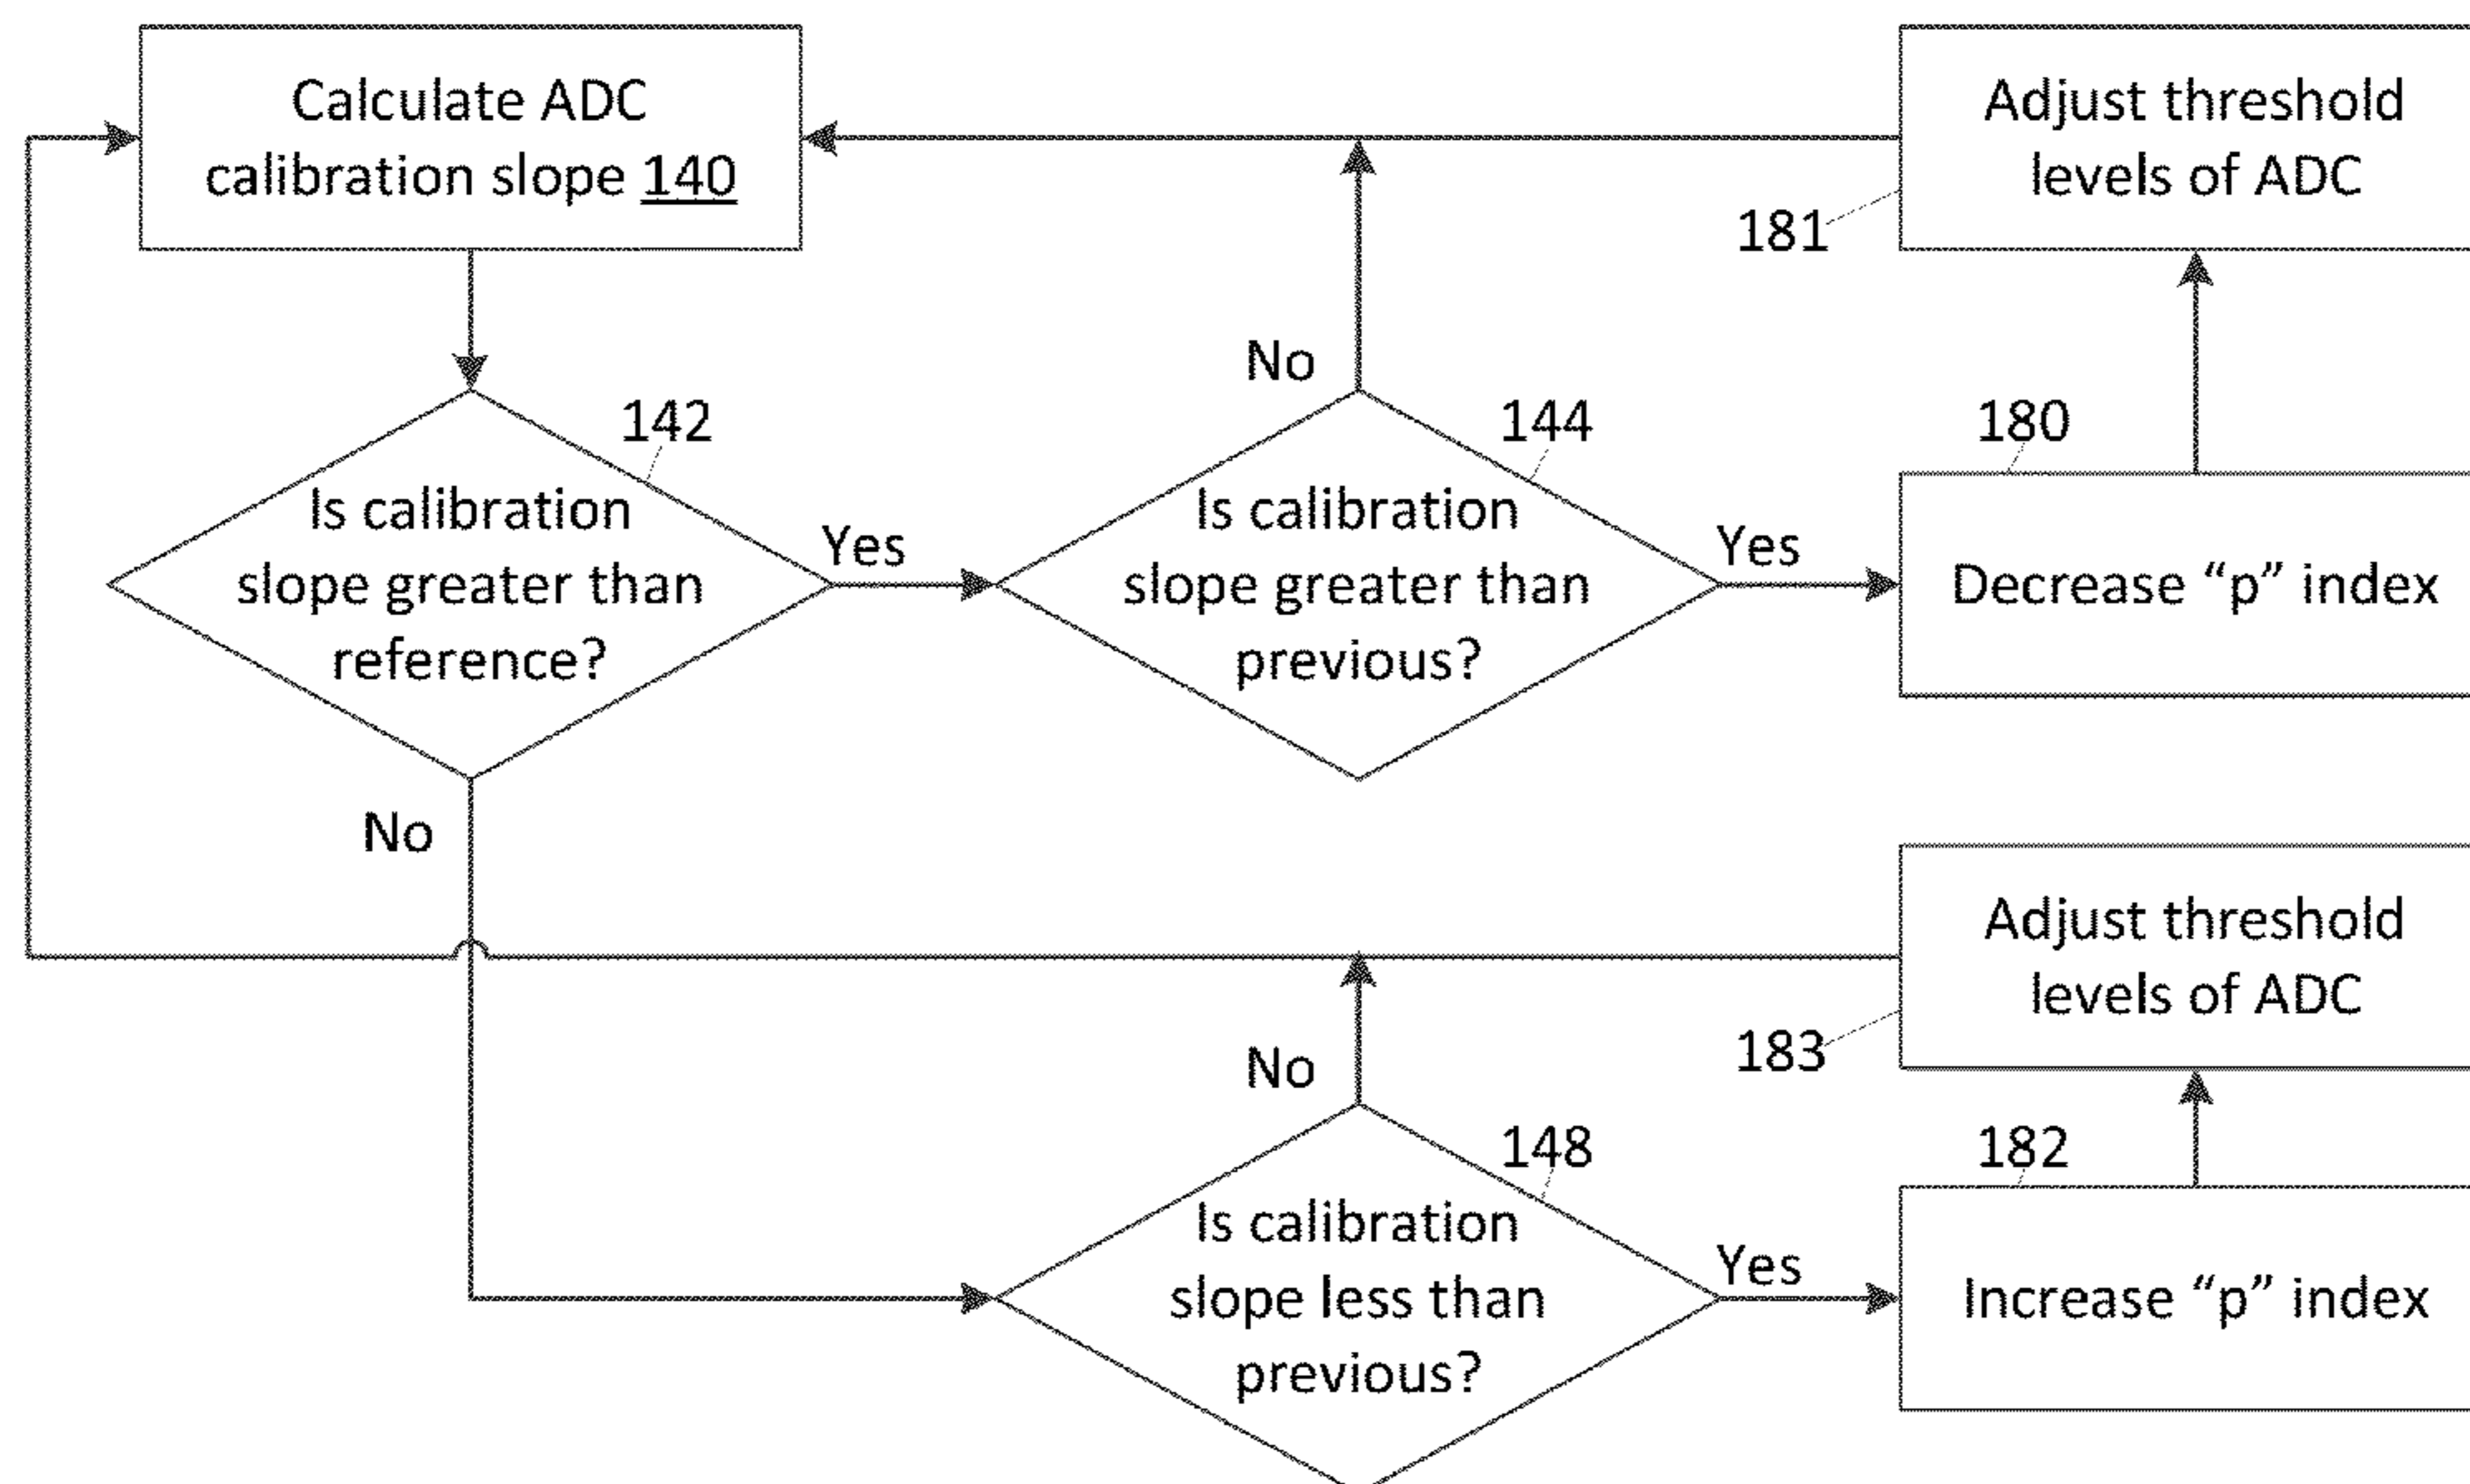 Calculate ADC
calibration slope 140
Adjust threshold
levels of ADC
181
No
142
144
180
Is calibration
slope greater than
reference?
Yes
Is calibration
slope greater than
previous?
Yes
Decrease “p” index
No
Adjust threshold
levels of ADC
183
No
148
182
Is calibration
slope less than
previous?
Yes
Increase “p” index